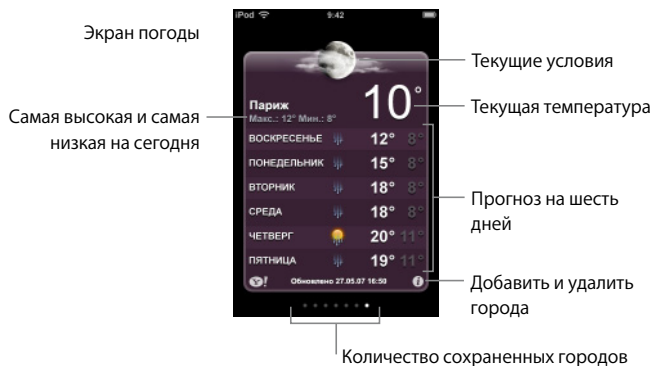 iPod 9:42
Экран погоды
Текущие условия
10°
Текущая температура
Париж
Макс.: 12° Мин.: 8°
Самая высокая и самая
низкая на сегодня
ВОСКРЕСЕНЬЕ 12° 8°
ПОНЕДЕЛЬНИК 15° 8°
ВТОРНИК 18° 8°
СРЕДА 18° 8°
ЧЕТВЕРГ 20° 11°
ПЯТНИЦА 19° 11°
Прогноз на шесть
дней
Y! Обновлено 27.05.07 16:50 i
Добавить и удалить
города
Количество сохраненных городов